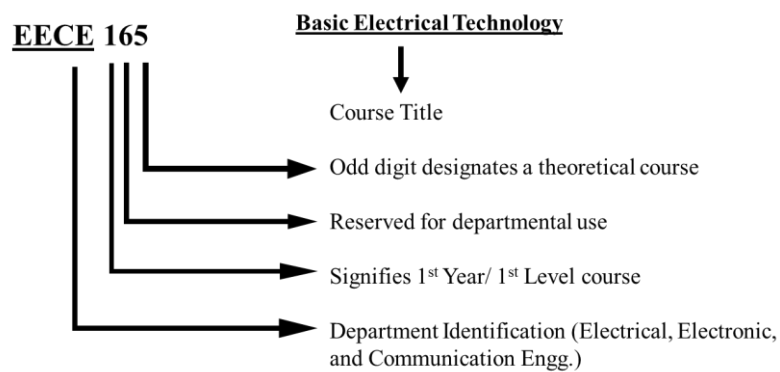 Basic Electrical Technology
EECE 165
Course Title
Odd digit designates a theoretical course
Reserved for departmental use
Signifies 1st Year/ 1st Level course
Department Identification (Electrical, Electronic,
and Communication Engg.)